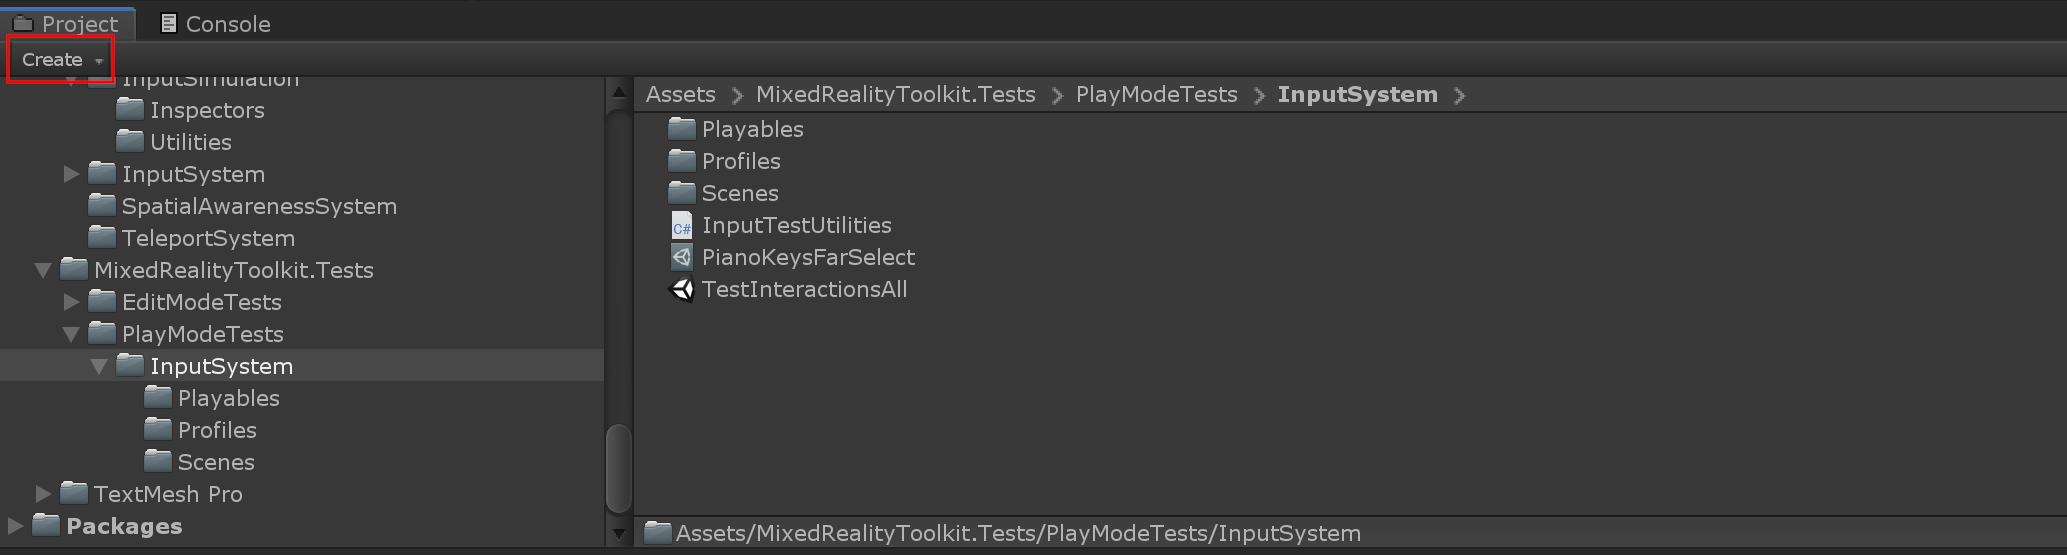 Project Console
Create
InputSimulation
Inspectors
Utilities
InputSystem
SpatialAwarenessSystem
TeleportSystem
MixedRealityToolkit.Tests
EditModeTests
PlayModeTests
InputSystem
Playables
Profiles
Scenes
TextMesh Pro
Packages
Assets > MixedRealityToolkit.Tests > PlayModeTests > InputSystem >
Playables
Profiles
Scenes
C# InputTestUtilities
PianoKeysFarSelect
TestInteractionsAll
Assets/MixedRealityToolkit.Tests/PlayModeTests/InputSystem